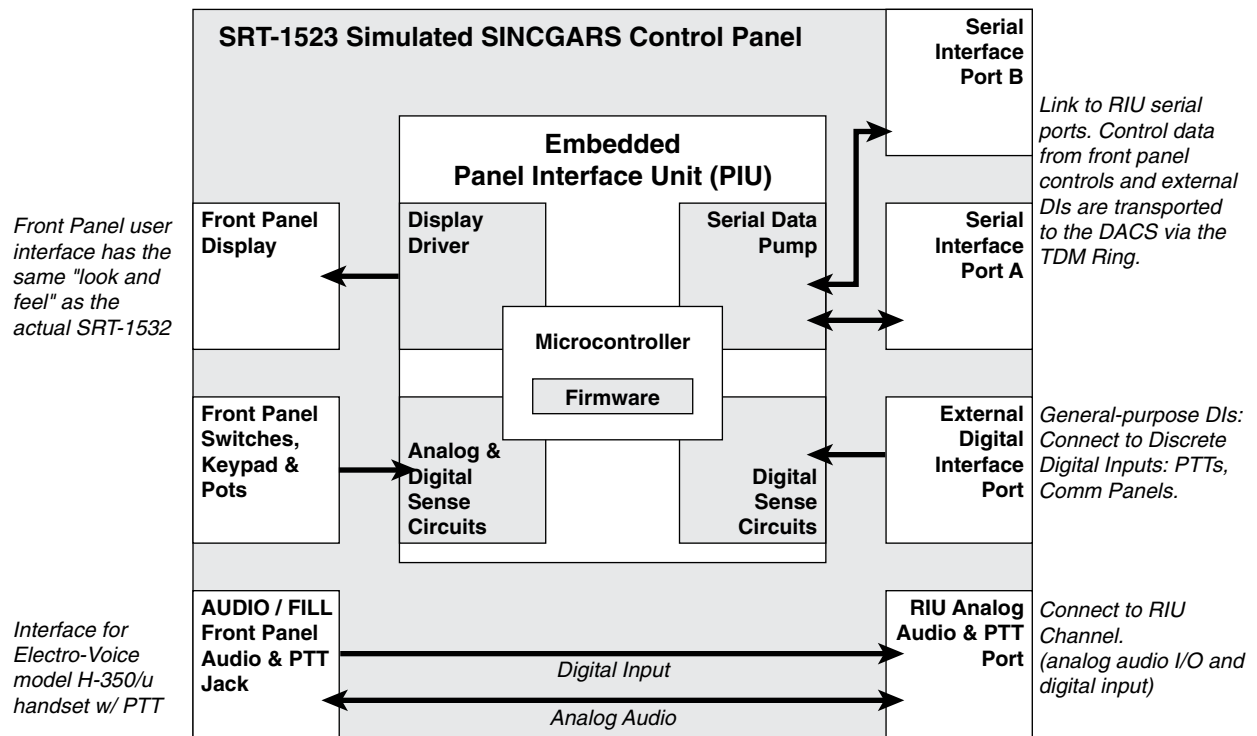 SRT-1523 Simulated SINCGARS Control Panel
Serial
Interface
Port B
Link to RIU serial
ports. Control data
from front panel
controls and external
DIs are transported
to the DACS via the
TDM Ring.
Embedded
Panel Interface Unit (PIU)
Front Panel user
interface has the
same "look and
feel" as the
actual SRT-1532
Front Panel
Display
Display
Driver
Serial Data
Pump
Serial
Interface
Port A
Microcontroller
Firmware
Front Panel
Switches,
Keypad &
Pots
Analog &
Digital
Sense
Circuits
Digital
Sense
Circuits
External
Digital
Interface
Port
General-purpose DIs:
Connect to Discrete
Digital Inputs: PTTs,
Comm Panels.
Interface for
Electro-Voice
model H-350/u
handset w/ PTT
AUDIO / FILL
Front Panel
Audio & PTT
Jack
Digital Input
Analog Audio
RIU Analog
Audio & PTT
Port
Connect to RIU
Channel.
(analog audio I/O and
digital input)